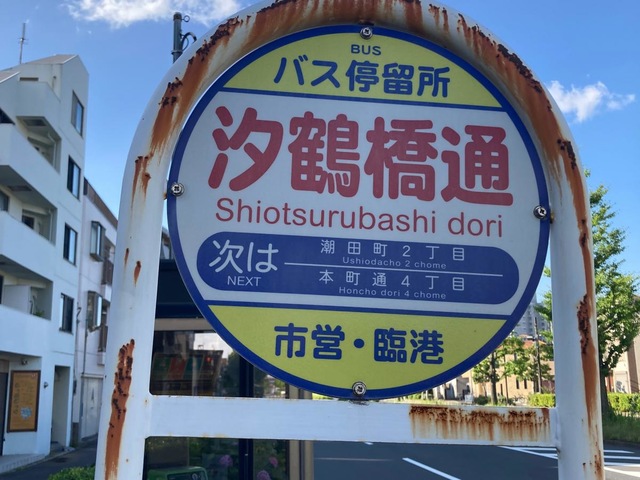 BUS
バス停留所
汐鶴橋通
Shiotsurubashi dori
次は
NEXT
潮田町2丁目
Ushiodacho 2 chome
本町通4丁目
Honcho dori 4 chome
市営・臨港